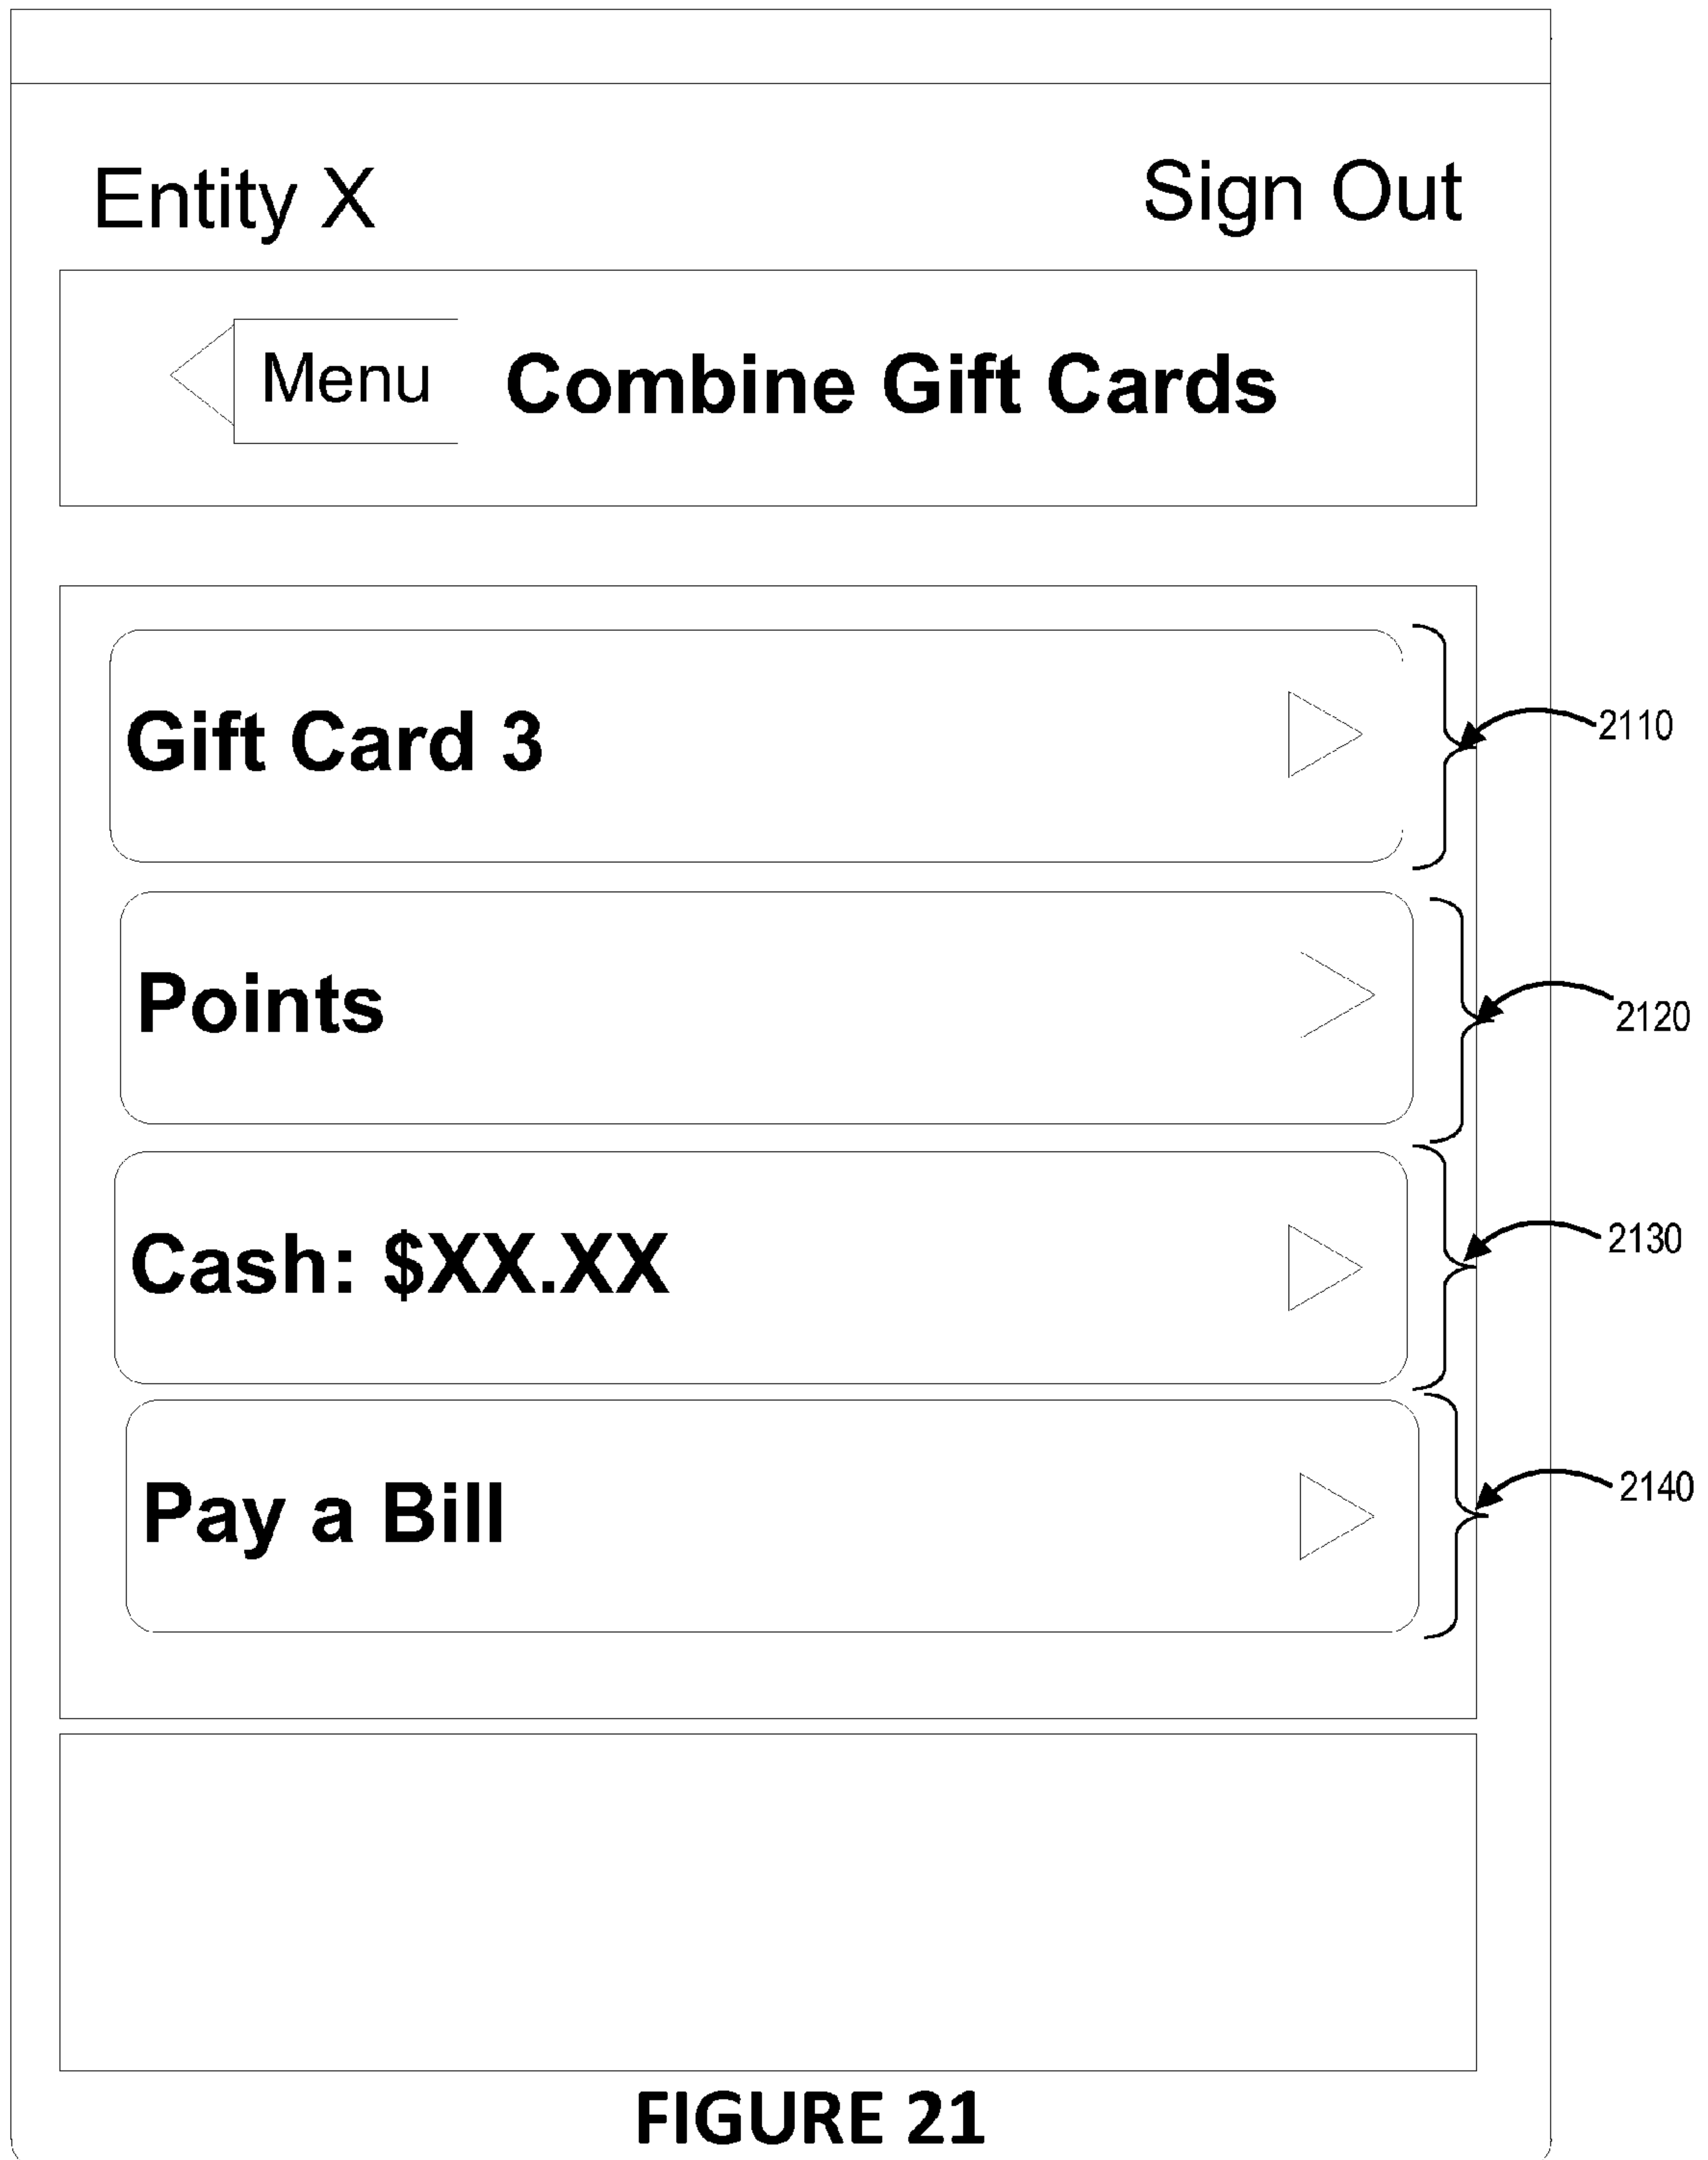 Entity X
Sign Out
Menu
Combine Gift Cards
Gift Card 3
2110
Points
2120
Cash: $XX.XX
2130
Pay a Bill
2140
FIGURE 21